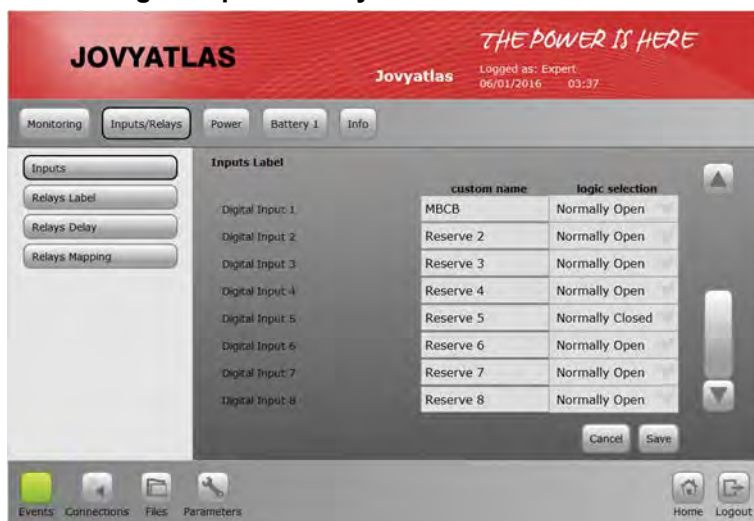 JOVYATLAS
THE POWER IS HERE
Jovyatlas
Logged as: Expert
06/01/2016 03:37
Monitoring Inputs/Relays Power Battery 1 Info
Inputs
Relays Label
Relays Delay
Relays Mapping
Inputs Label
custom name logic selection
Digital Input 1 MBCB Normally Open
Digital Input 2 Reserve 2 Normally Open
Digital Input 3 Reserve 3 Normally Open
Digital Input 4 Reserve 4 Normally Open
Digital Input 5 Reserve 5 Normally Closed
Digital Input 6 Reserve 6 Normally Open
Digital Input 7 Reserve 7 Normally Open
Digital Input 8 Reserve 8 Normally Open
Cancel Save
Events Connections Files Parameters Home Logout